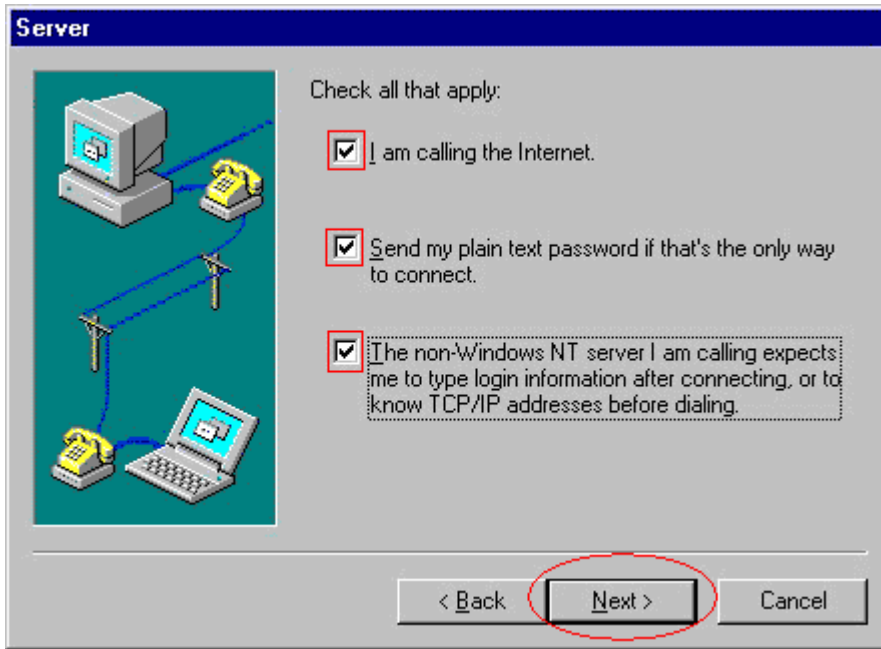 Server
Check all that apply:
I am calling the Internet.
Send my plain text password if that's the only way
to connect.
The non-Windows NT server I am calling expects
me to type login information after connecting, or to
know TCP/IP addresses before dialing.
< Back
Next >
Cancel